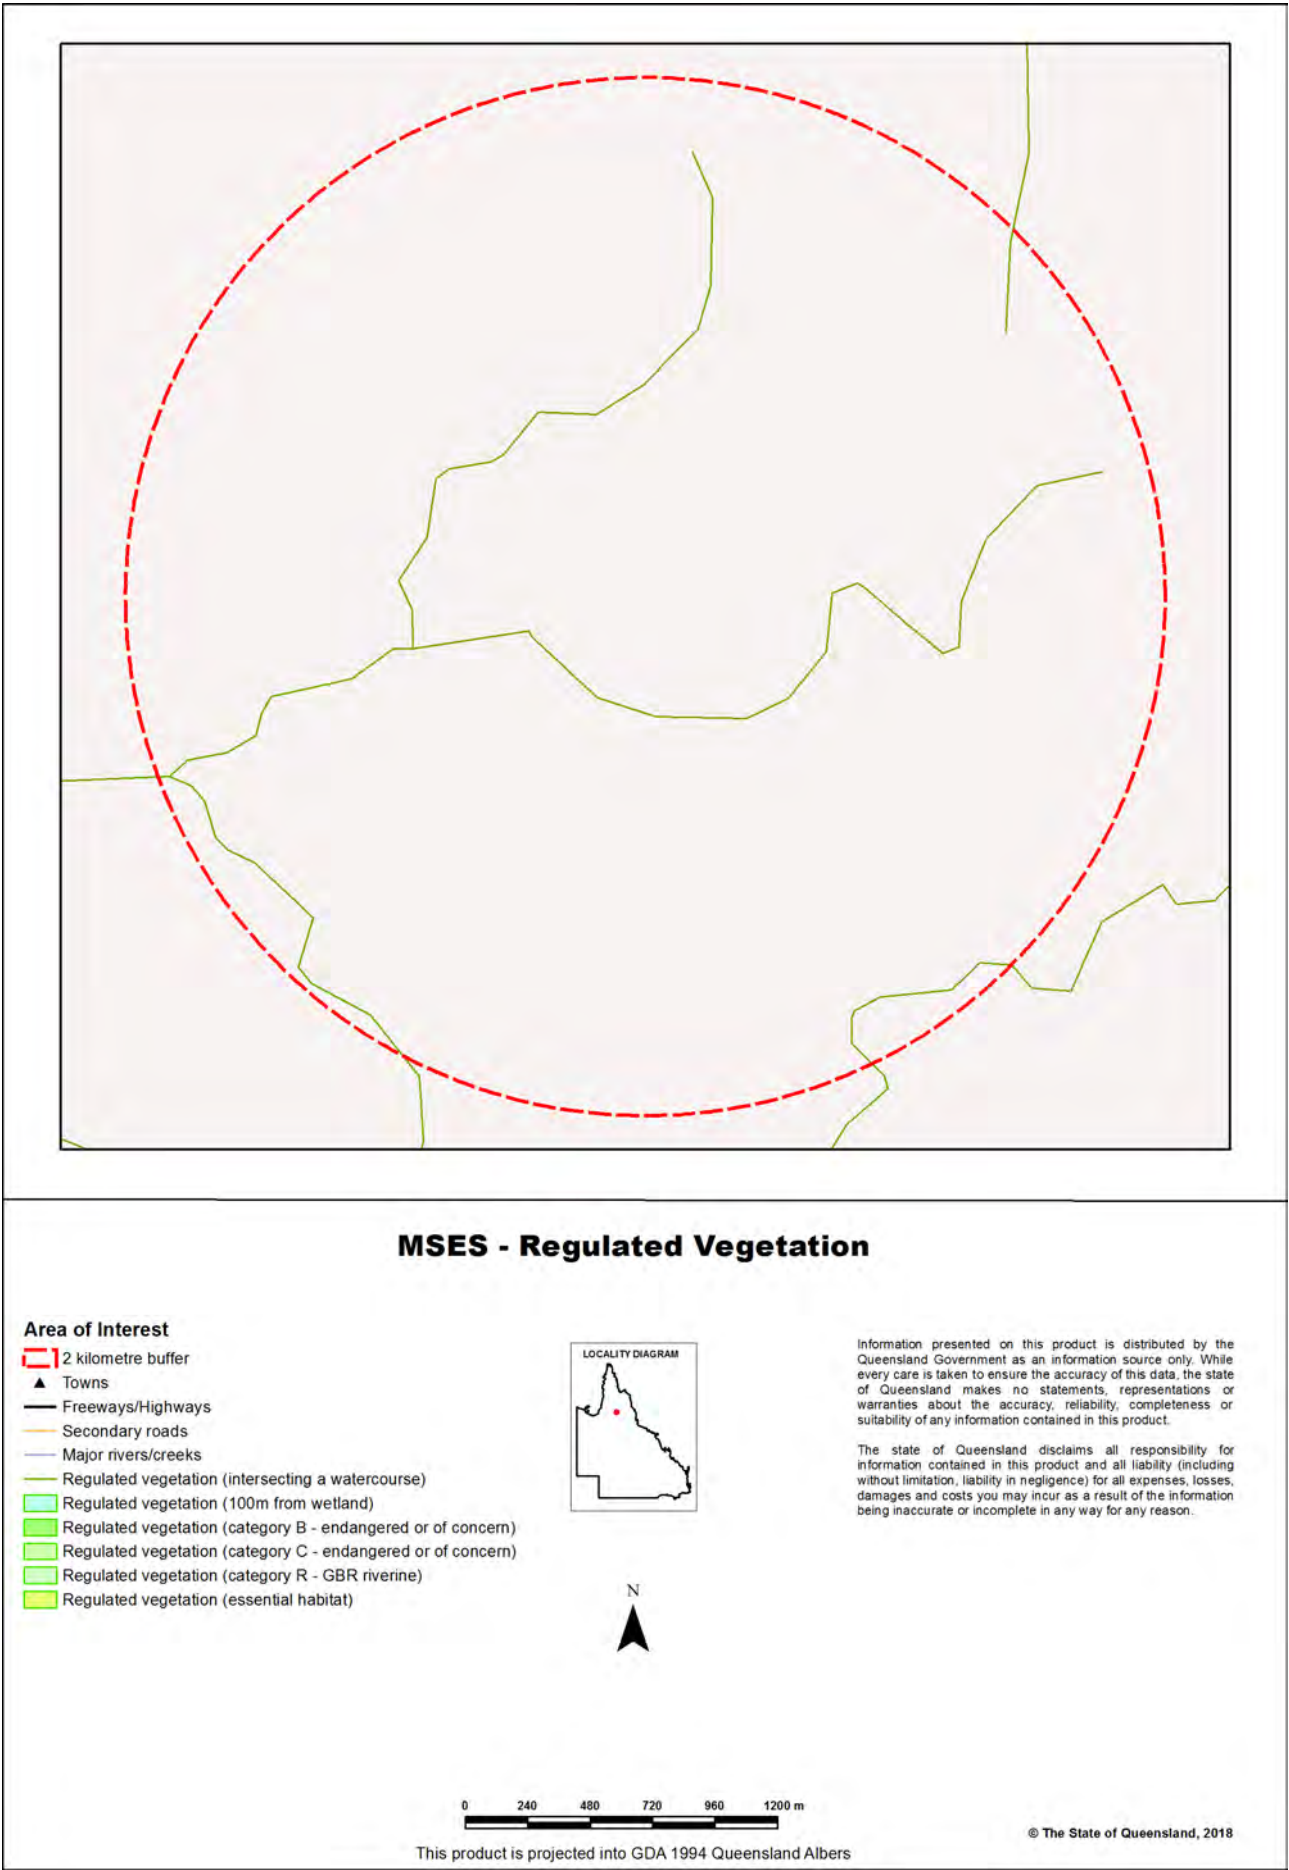 MSES - Regulated Vegetation
Area of Interest
2 kilometre buffer
Towns
Freeways/Highways
Secondary roads
Major rivers/creeks
Regulated vegetation (intersecting a watercourse)
Regulated vegetation (100m from wetland)
Regulated vegetation (category B - endangered or of concern)
Regulated vegetation (category C - endangered or of concern)
Regulated vegetation (category R - GBR riverine)
Regulated vegetation (essential habitat)
LOCALITY DIAGRAM
N
Information presented on this product is distributed by the
Queensland Government as an information source only. While
every care is taken to ensure the accuracy of this data, the state
of Queensland makes no statements, representations or
warranties about the accuracy, reliability, completeness or
suitability of any information contained in this product.
The state of Queensland disclaims all responsibility for
information contained in this product and all liability (including
without limitation, liability in negligence) for all expenses, losses,
damages and costs you may incur as a result of the information
being inaccurate or incomplete in any way for any reason.
0 240 480 720 960 1200 m
This product is projected into GDA 1994 Queensland Albers
© The State of Queensland, 2018